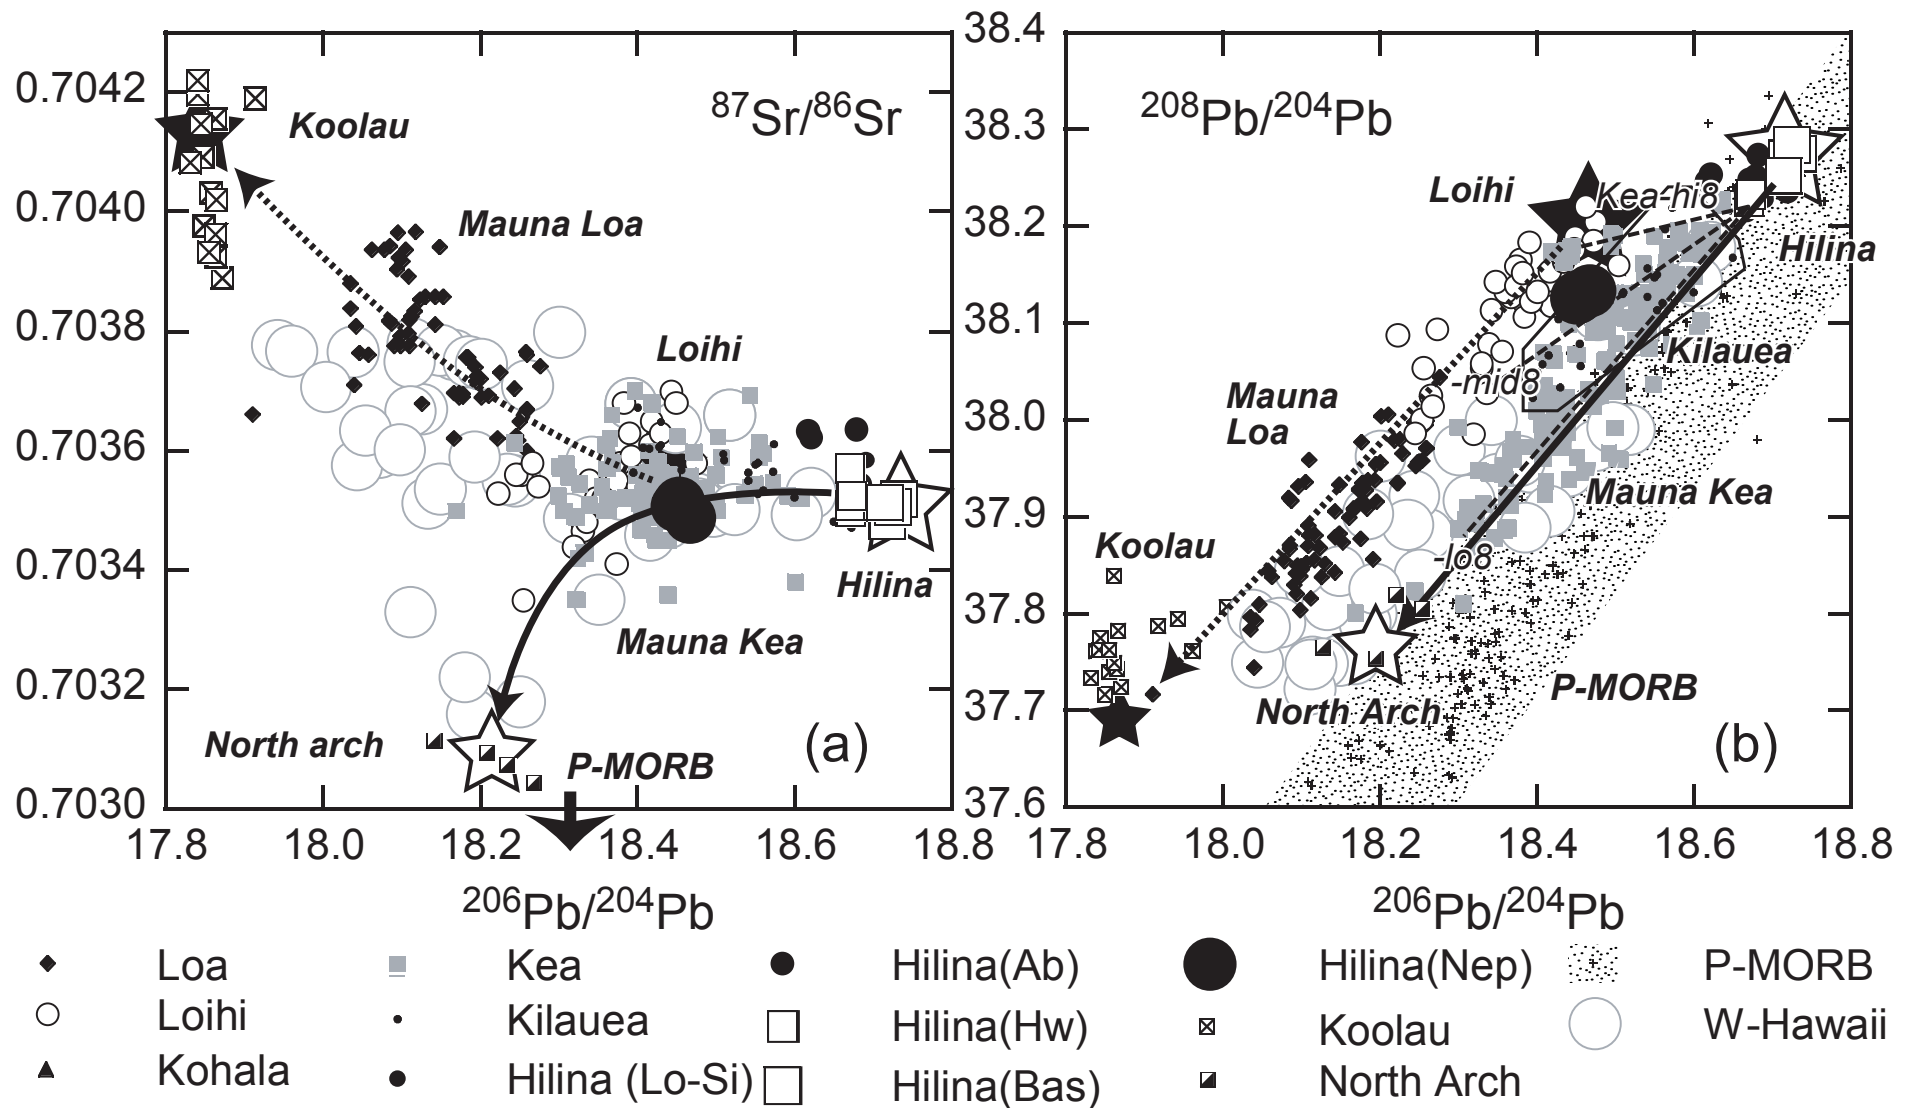 0.7042
0.7040
0.7038
0.7036
0.7034
0.7032
0.7030
17.8
18.0
18.2
18.4
18.6
18.8
⁸⁷Sr/⁸⁶Sr
Koolau
Mauna Loa
Loihi
Hilina
Mauna Kea
North arch
P-MORB
(a)
²⁰⁶Pb/²⁰⁴Pb
38.4
38.3
38.2
38.1
38.0
37.9
37.8
37.7
37.6
17.8
18.0
18.2
18.4
18.6
18.8
²⁰⁸Pb/²⁰⁴Pb
Loihi
Kea-hi8
Hilina
Kilauea
-mid8
Mauna
Loa
Mauna Kea
Koolau
-lo8
P-MORB
North Arch
(b)
²⁰⁶Pb/²⁰⁴Pb
Loa
Kea
Hilina(Ab)
Hilina(Nep)
P-MORB
Loihi
Kilauea
Hilina(Hw)
Koolau
W-Hawaii
Kohala
Hilina (Lo-Si)
Hilina(Bas)
North Arch